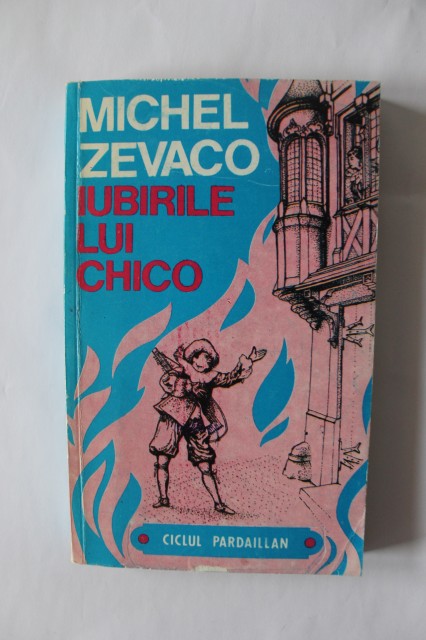 MICHEL
ZEVACO
IUBIRILE
LUI
CHICO
CICLUL PARDAILLAN